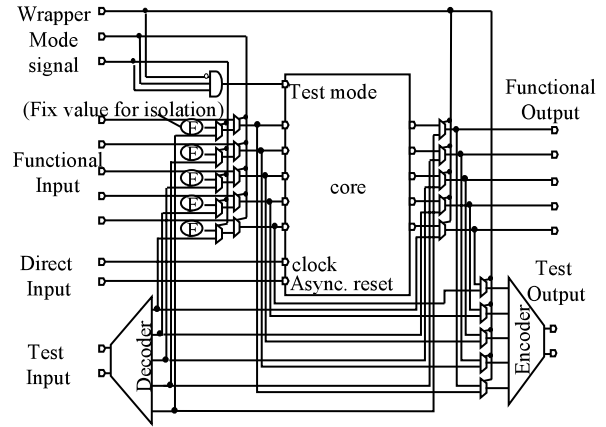 Wrapper
Mode
signal
Test mode
(Fix value for isolation)
Functional
Output
F
F
F
F
F
Functional
Input
core
Direct
Input
clock
Async. reset
Test
Output
Test
Input
Decoder
Encoder